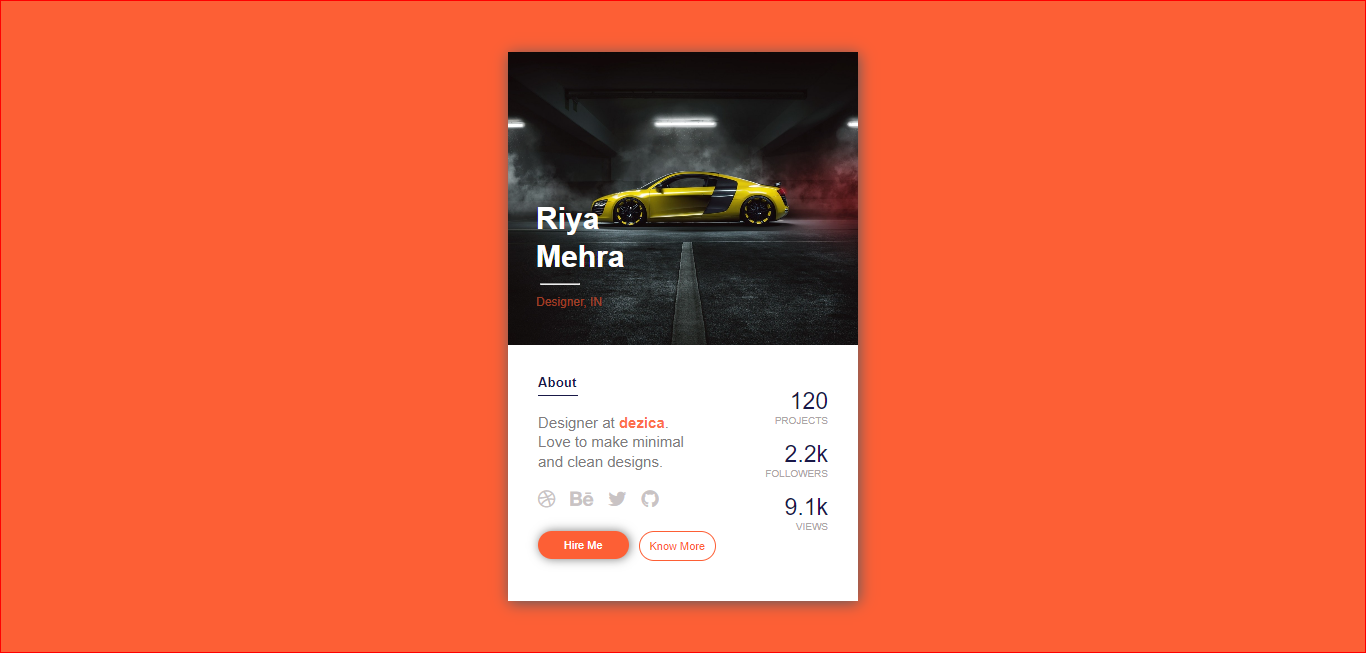 Riya
Mehra
Designer, IN
About
Designer at dezica.
Love to make minimal
and clean designs.
Bē
Hire Me
Know More
120
PROJECTS
2.2k
FOLLOWERS
9.1k
VIEWS